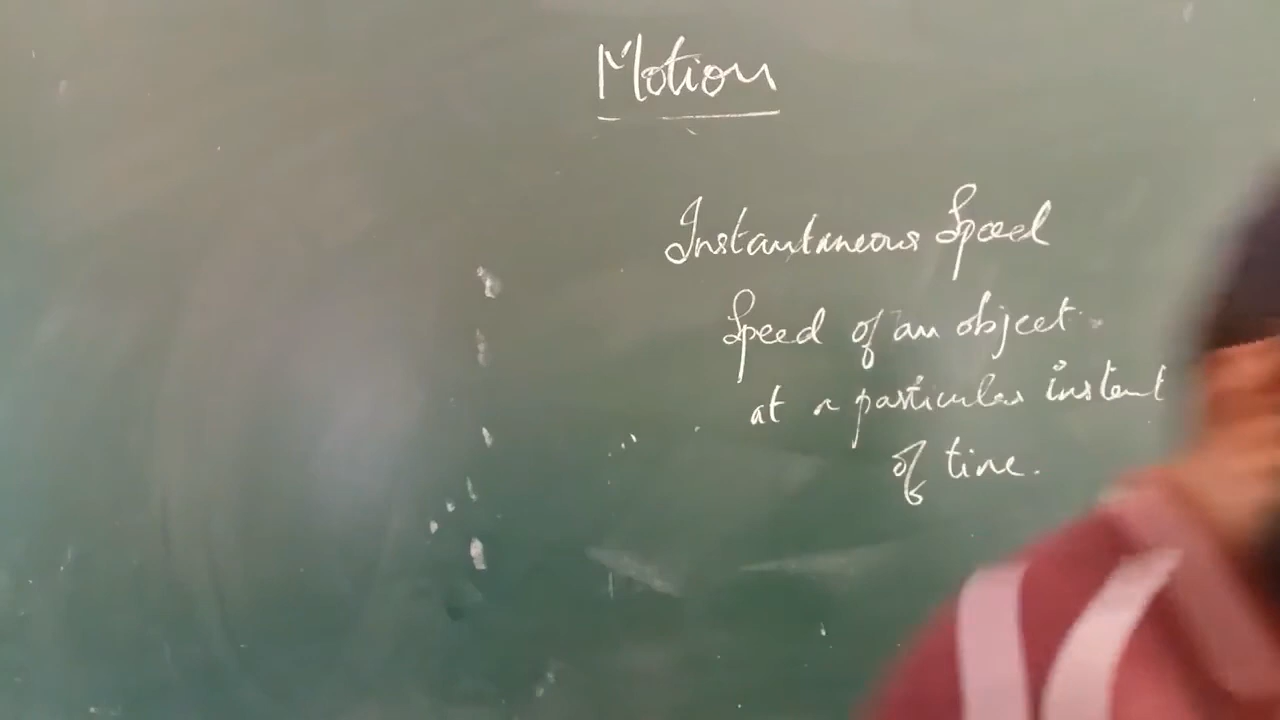 Motion
Instantaneous Speed
Speed of an object
at a particular instant
of time.